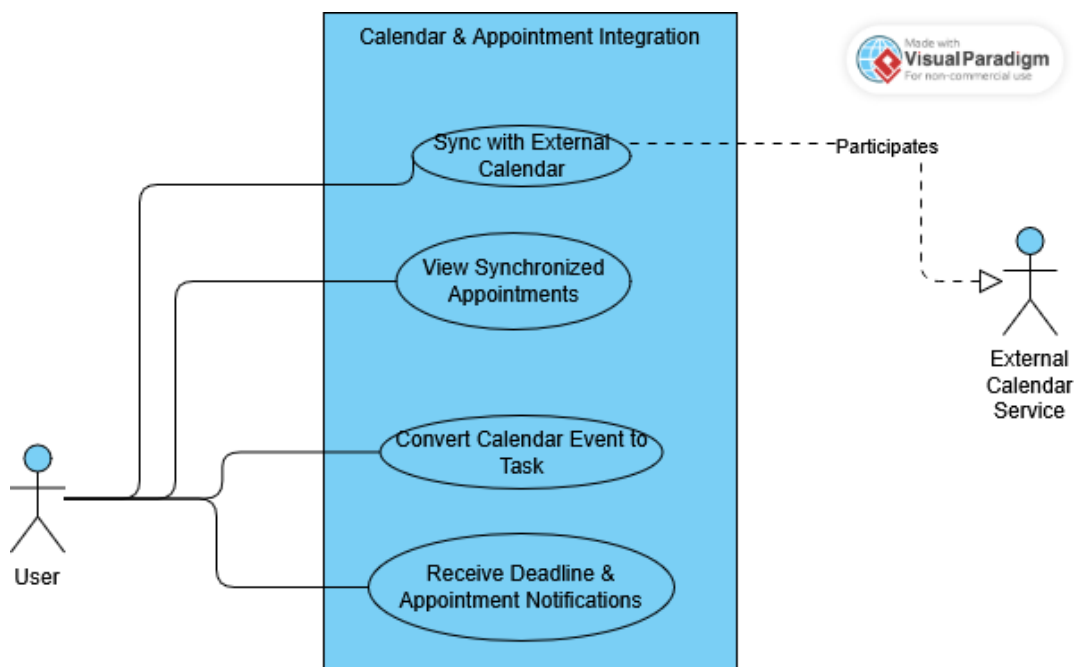 Calendar & Appointment Integration
Made with
Visual Paradigm
For non-commercial use
Sync with External
Calendar
Participates
View Synchronized
Appointments
External
Calendar
Service
Convert Calendar Event to
Task
User
Receive Deadline &
Appointment Notifications